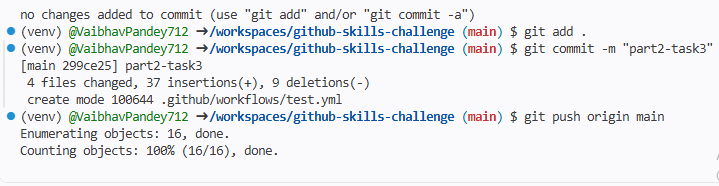 no changes added to commit (use "git add" and/or "git commit -a")
(venv) @VaibhavPandey712 ➜/workspaces/github-skills-challenge (main) $ git add .
(venv) @VaibhavPandey712 ➜/workspaces/github-skills-challenge (main) $ git commit -m "part2-task3"
[main 299ce25] part2-task3
 4 files changed, 37 insertions(+), 9 deletions(-)
 create mode 100644 .github/workflows/test.yml
(venv) @VaibhavPandey712 ➜/workspaces/github-skills-challenge (main) $ git push origin main
Enumerating objects: 16, done.
Counting objects: 100% (16/16), done.